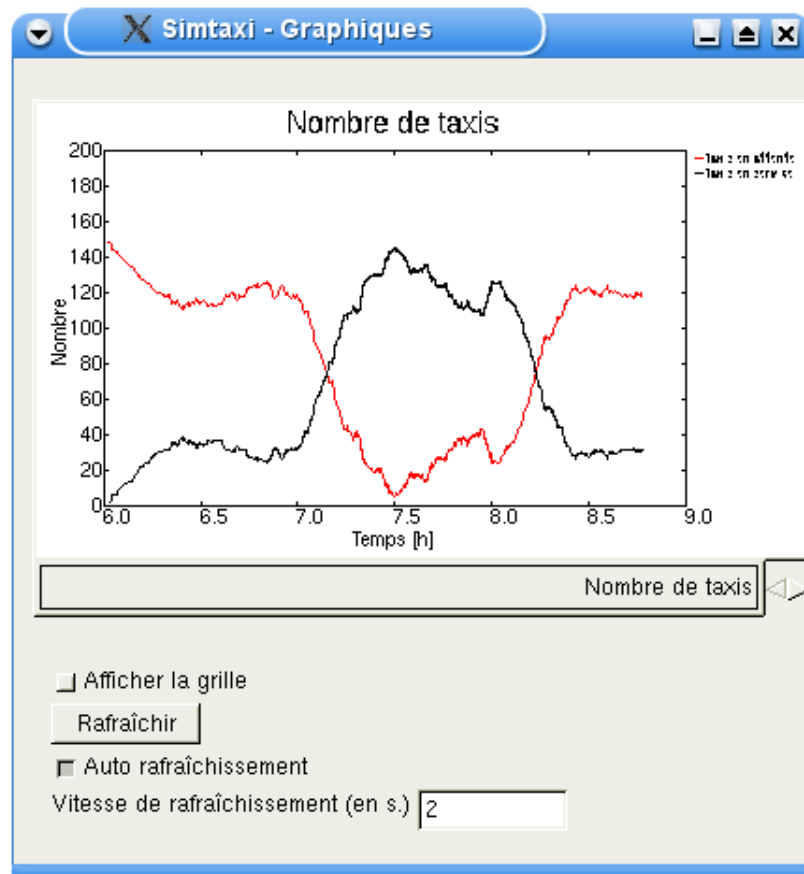 Simtaxi - Graphiques
Nombre de taxis
200
180
160
140
120
100
80
60
40
20
0
Nombre
6.0 6.5 7.0 7.5 8.0 8.5 9.0
Temps [h]
Nombre de taxis
Afficher la grille
Rafraîchir
Auto rafraîchissement
Vitesse de rafraîchissement (en s.) 2